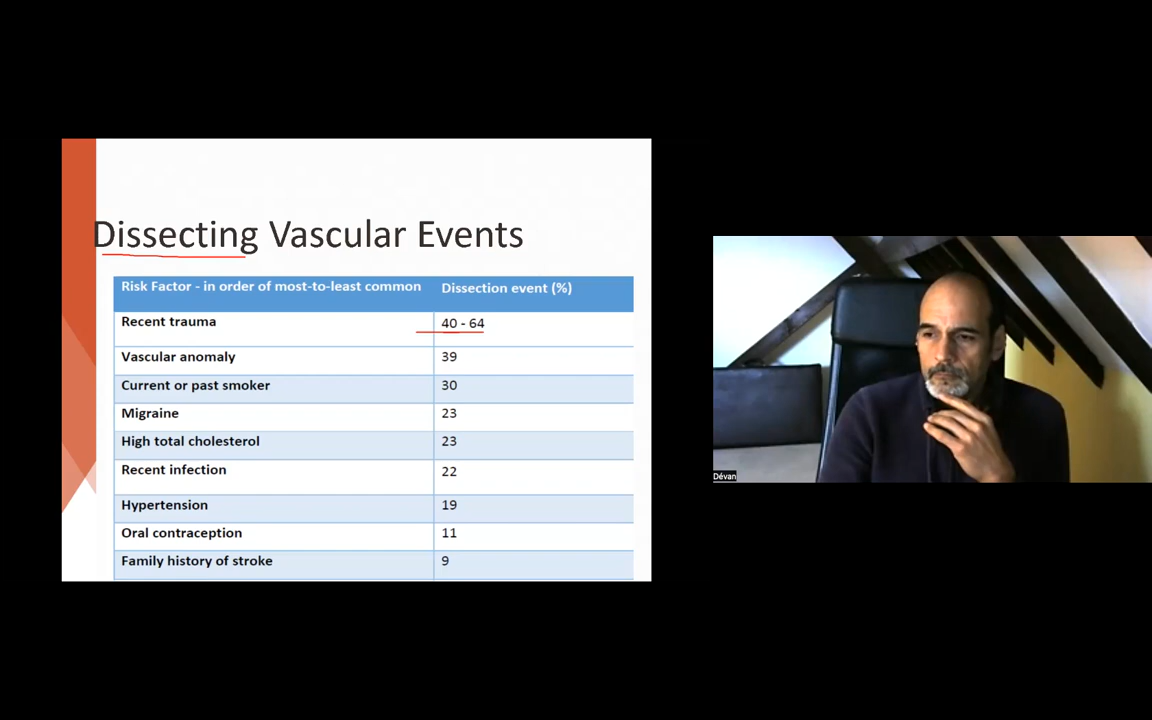 Dissecting Vascular Events
Risk Factor - in order of most-to-least common Dissection event (%)
Recent trauma 40 - 64
Vascular anomaly 39
Current or past smoker 30
Migraine 23
High total cholesterol 23
Recent infection 22
Hypertension 19
Oral contraception 11
Family history of stroke 9
Dévan